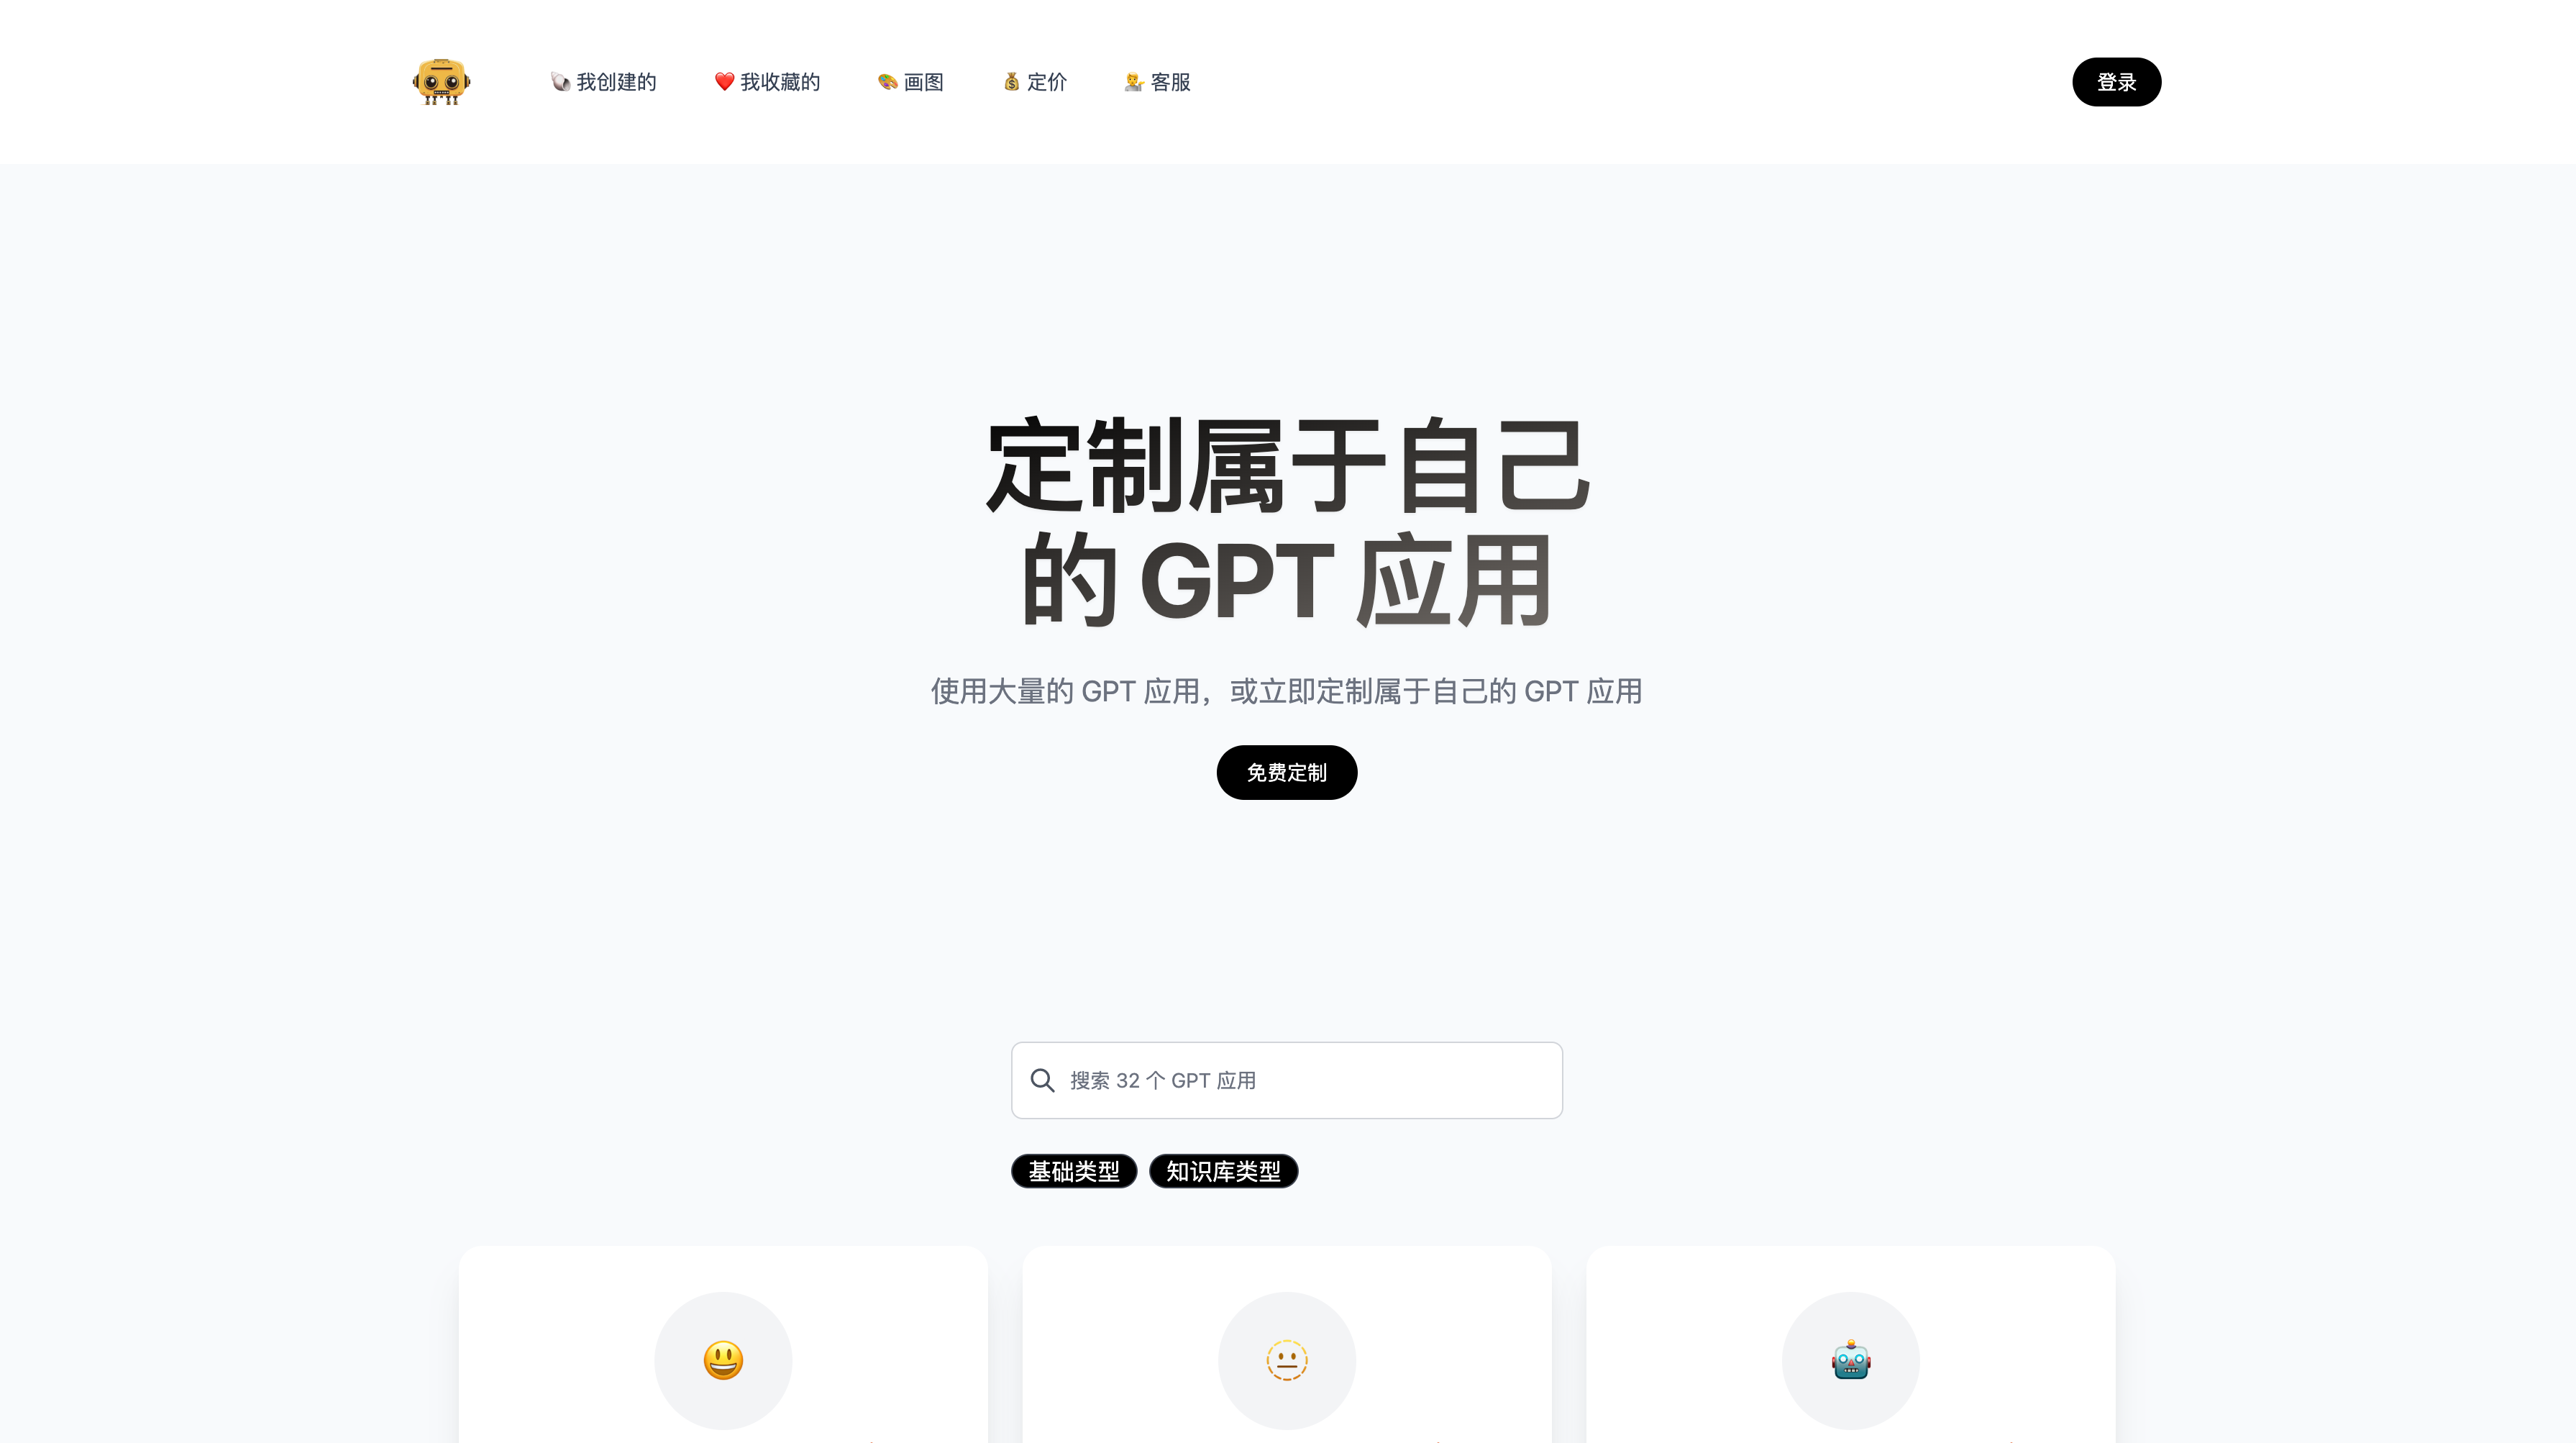 我创建的
我收藏的
画图
定价
客服
登录
定制属于自己
的 GPT 应用
使用大量的 GPT 应用，或立即定制属于自己的 GPT 应用
免费定制
搜索 32 个 GPT 应用
基础类型
知识库类型